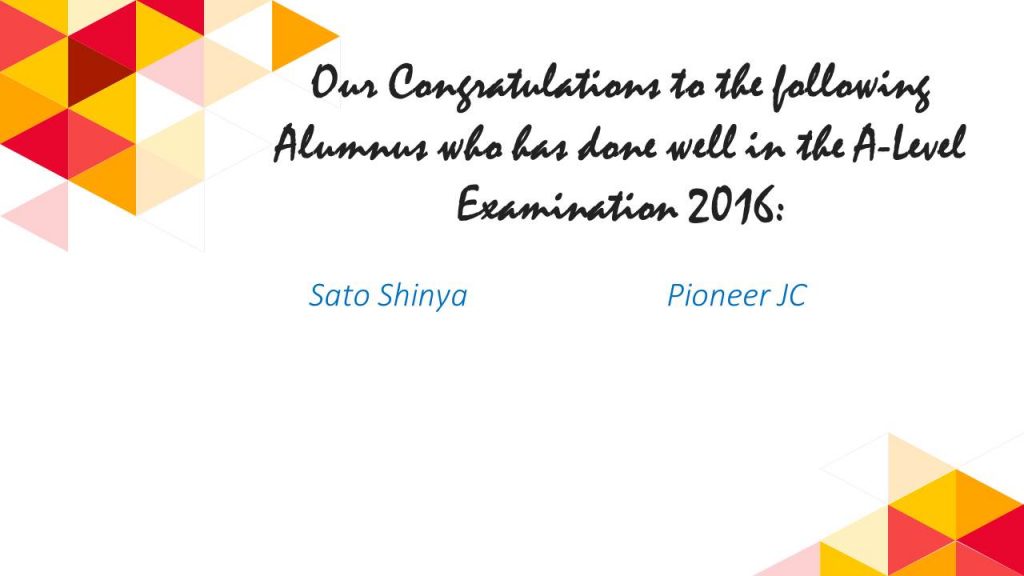 Our Congratulations to the following
Alumnus who has done well in the A-Level
Examination 2016:
Sato Shinya Pioneer JC